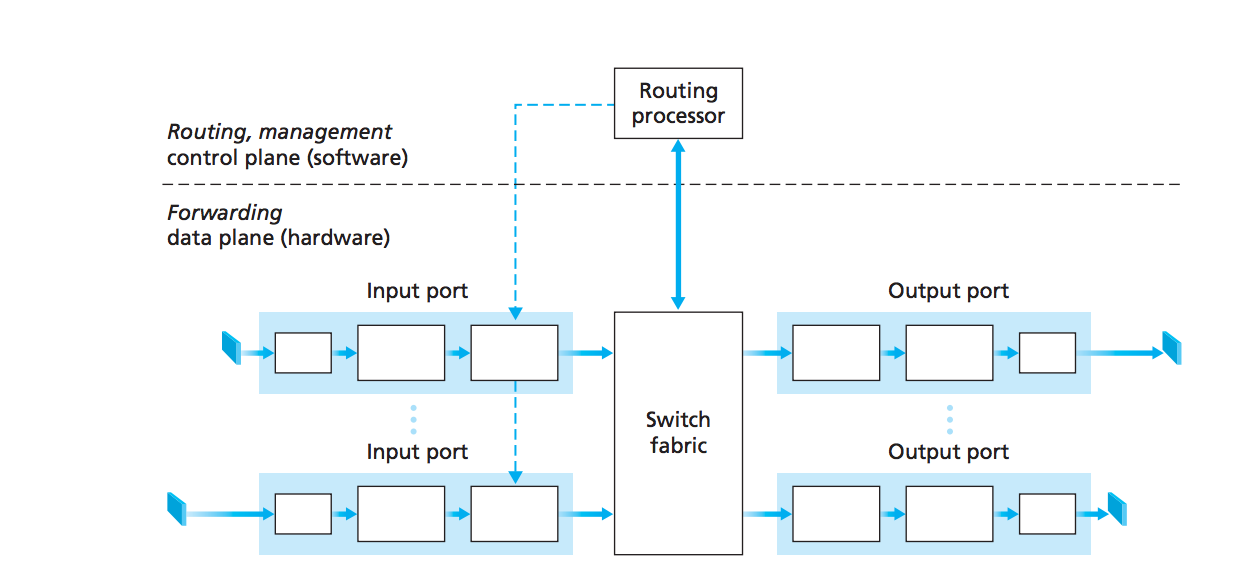 Routing
processor
Routing, management
control plane (software)
Forwarding
data plane (hardware)
Input port
Output port
Switch
fabric
Input port
Output port